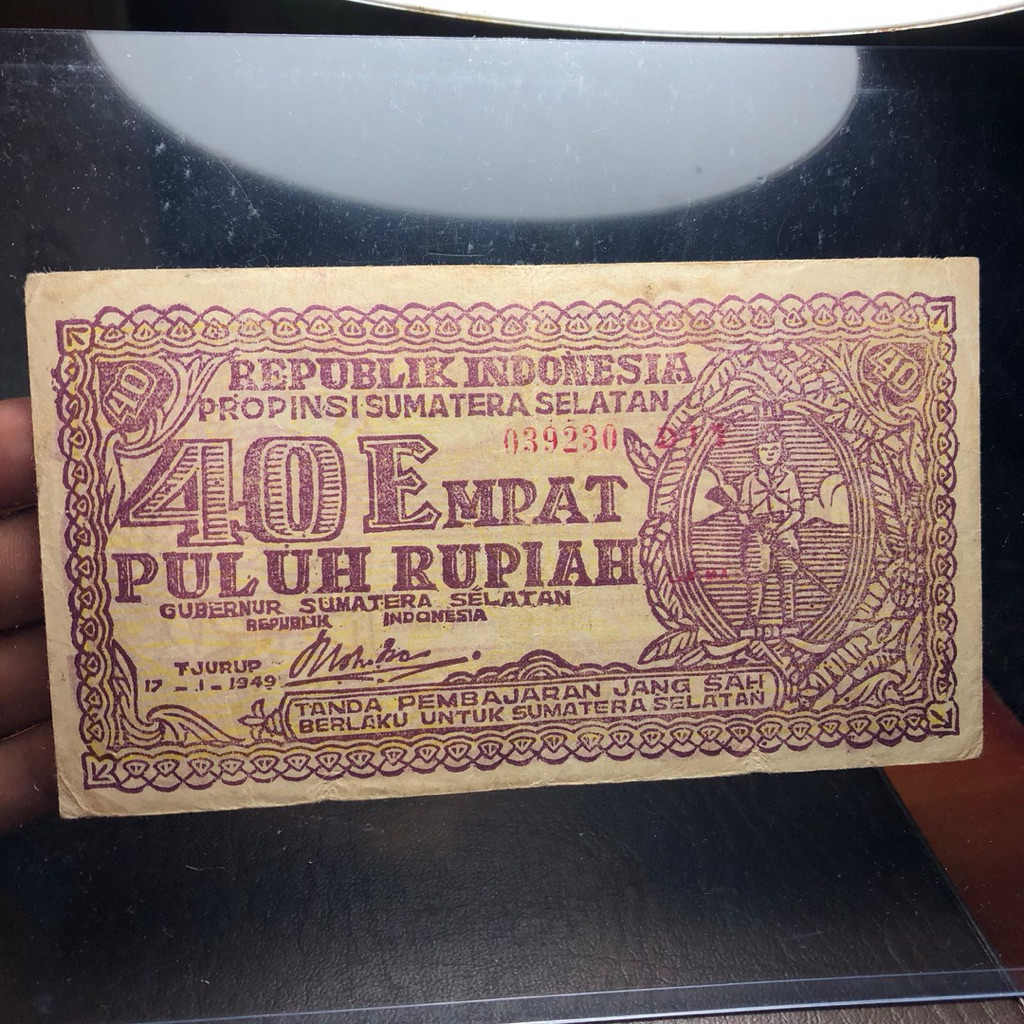 40
40
REPUBLIK INDONESIA
PROPINSI SUMATERA SELATAN
039230
40 EMPAT
PULUH RUPIAH
GUBERNUR SUMATERA SELATAN
REPUBLIK INDONESIA
TJURUP
17 - 1 - 1949
TANDA PEMBAJARAN JANG SAH
BERLAKU UNTUK SUMATERA SELATAN